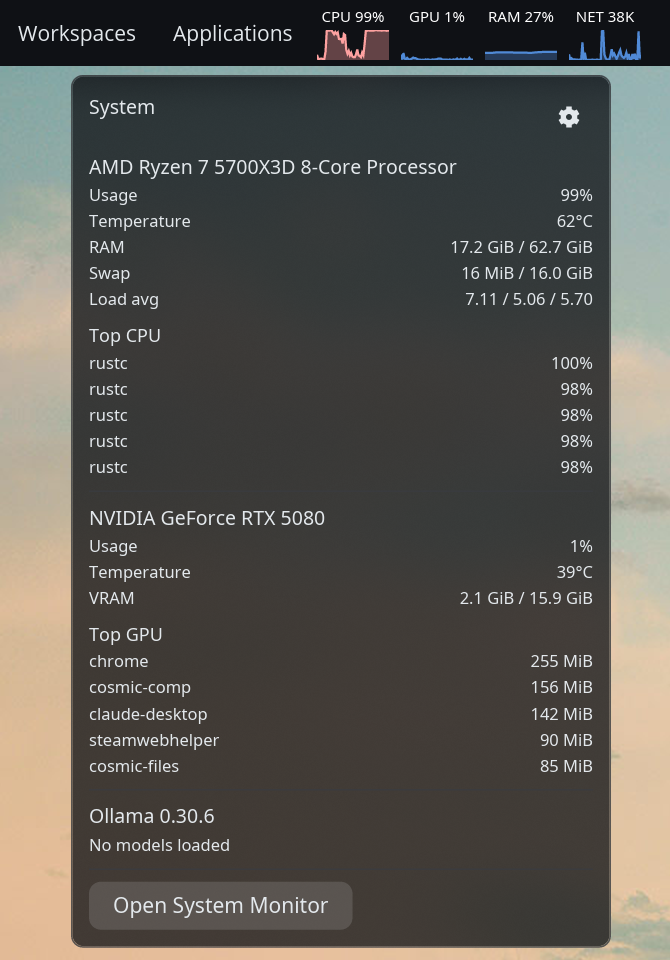 Workspaces Applications CPU 99% GPU 1% RAM 27% NET 38K
System
AMD Ryzen 7 5700X3D 8-Core Processor
Usage 99%
Temperature 62°C
RAM 17.2 GiB / 62.7 GiB
Swap 16 MiB / 16.0 GiB
Load avg 7.11 / 5.06 / 5.70
Top CPU
rustc 100%
rustc 98%
rustc 98%
rustc 98%
rustc 98%
NVIDIA GeForce RTX 5080
Usage 1%
Temperature 39°C
VRAM 2.1 GiB / 15.9 GiB
Top GPU
chrome 255 MiB
cosmic-comp 156 MiB
claude-desktop 142 MiB
steamwebhelper 90 MiB
cosmic-files 85 MiB
Ollama 0.30.6
No models loaded
Open System Monitor